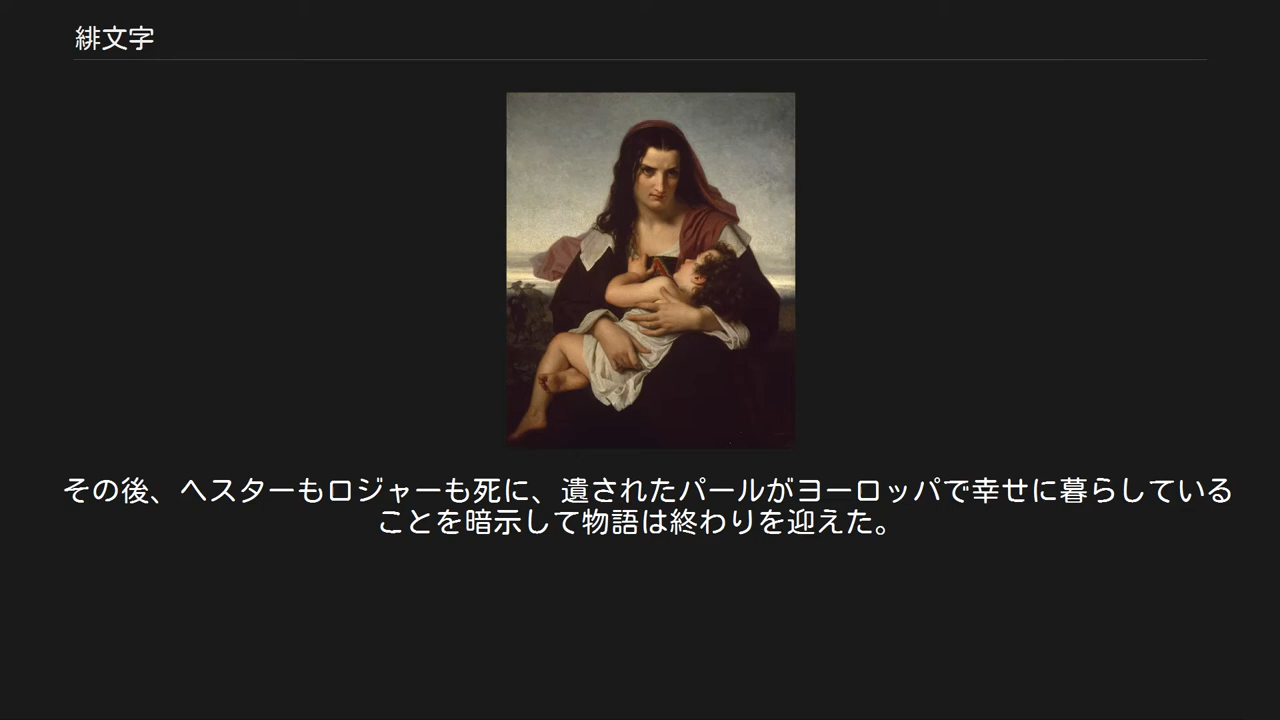 緋文字
その後、ヘスターもロジャーも死に、遺されたパールがヨーロッパで幸せに暮らしている
ことを暗示して物語は終わりを迎えた。